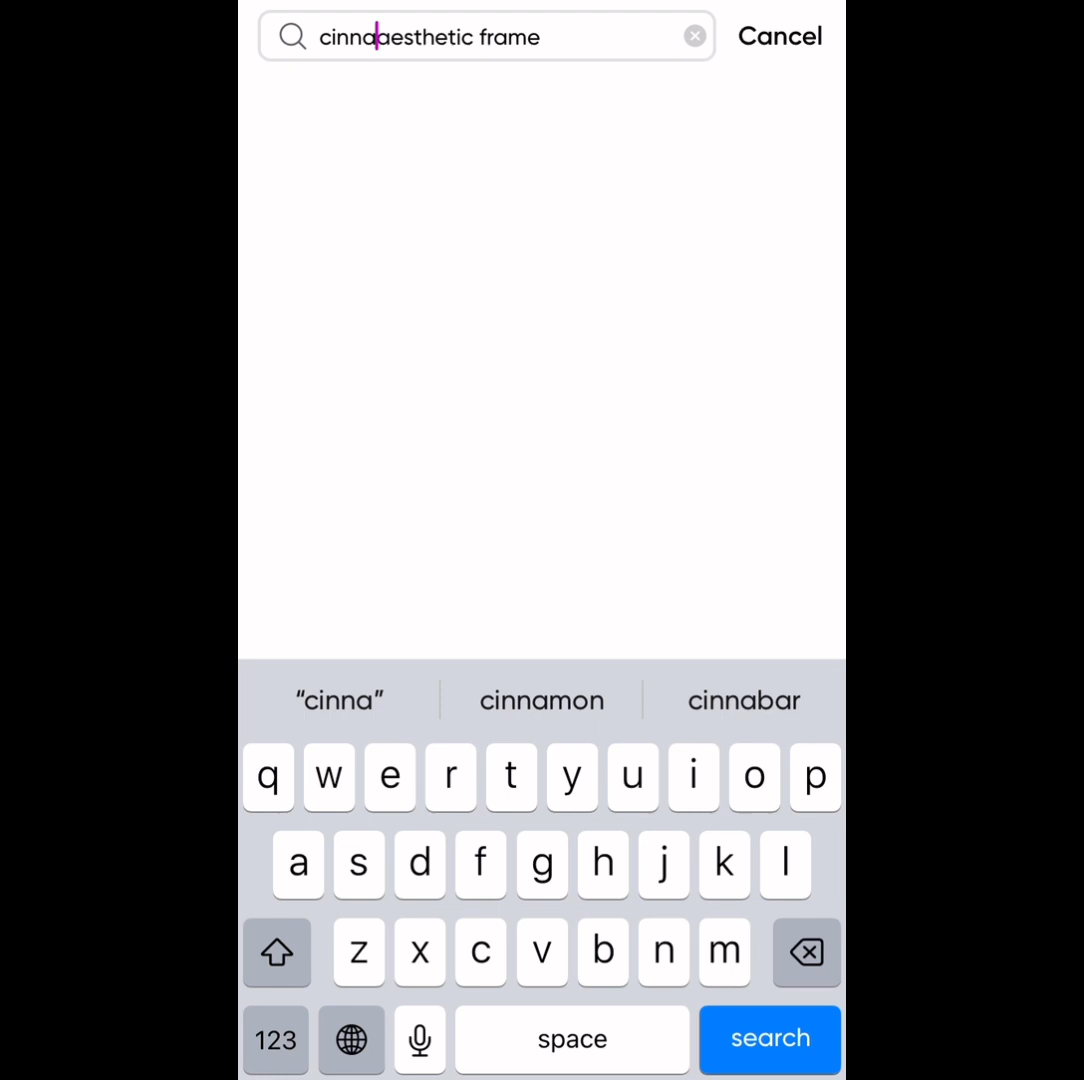 cinnaaesthetic frame Cancel
“cinna” cinnamon cinnabar
q w e r t y u i o p
a s d f g h j k l
z x c v b n m
123 space search